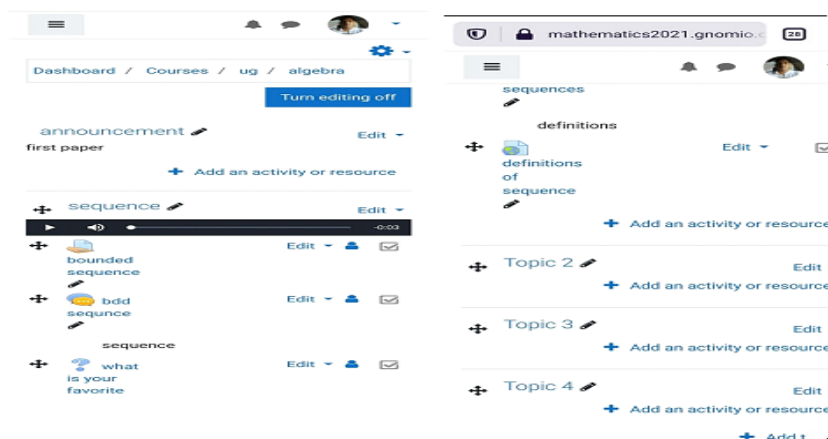 Dashboard / Courses / ug / algebra
Turn editing off
announcement
Edit
first paper
+ Add an activity or resource
sequence
Edit
-0:03
bounded
sequence
Edit
bdd
sequnce
Edit
sequence
what
is your
favorite
Edit
mathematics2021.gnomio.c
28
sequences
definitions
definitions
of
sequence
Edit
+ Add an activity or resource
Topic 2
Edit
+ Add an activity or resource
Topic 3
Edit
+ Add an activity or resource
Topic 4
Edit
+ Add an activity or resource
+ Add t